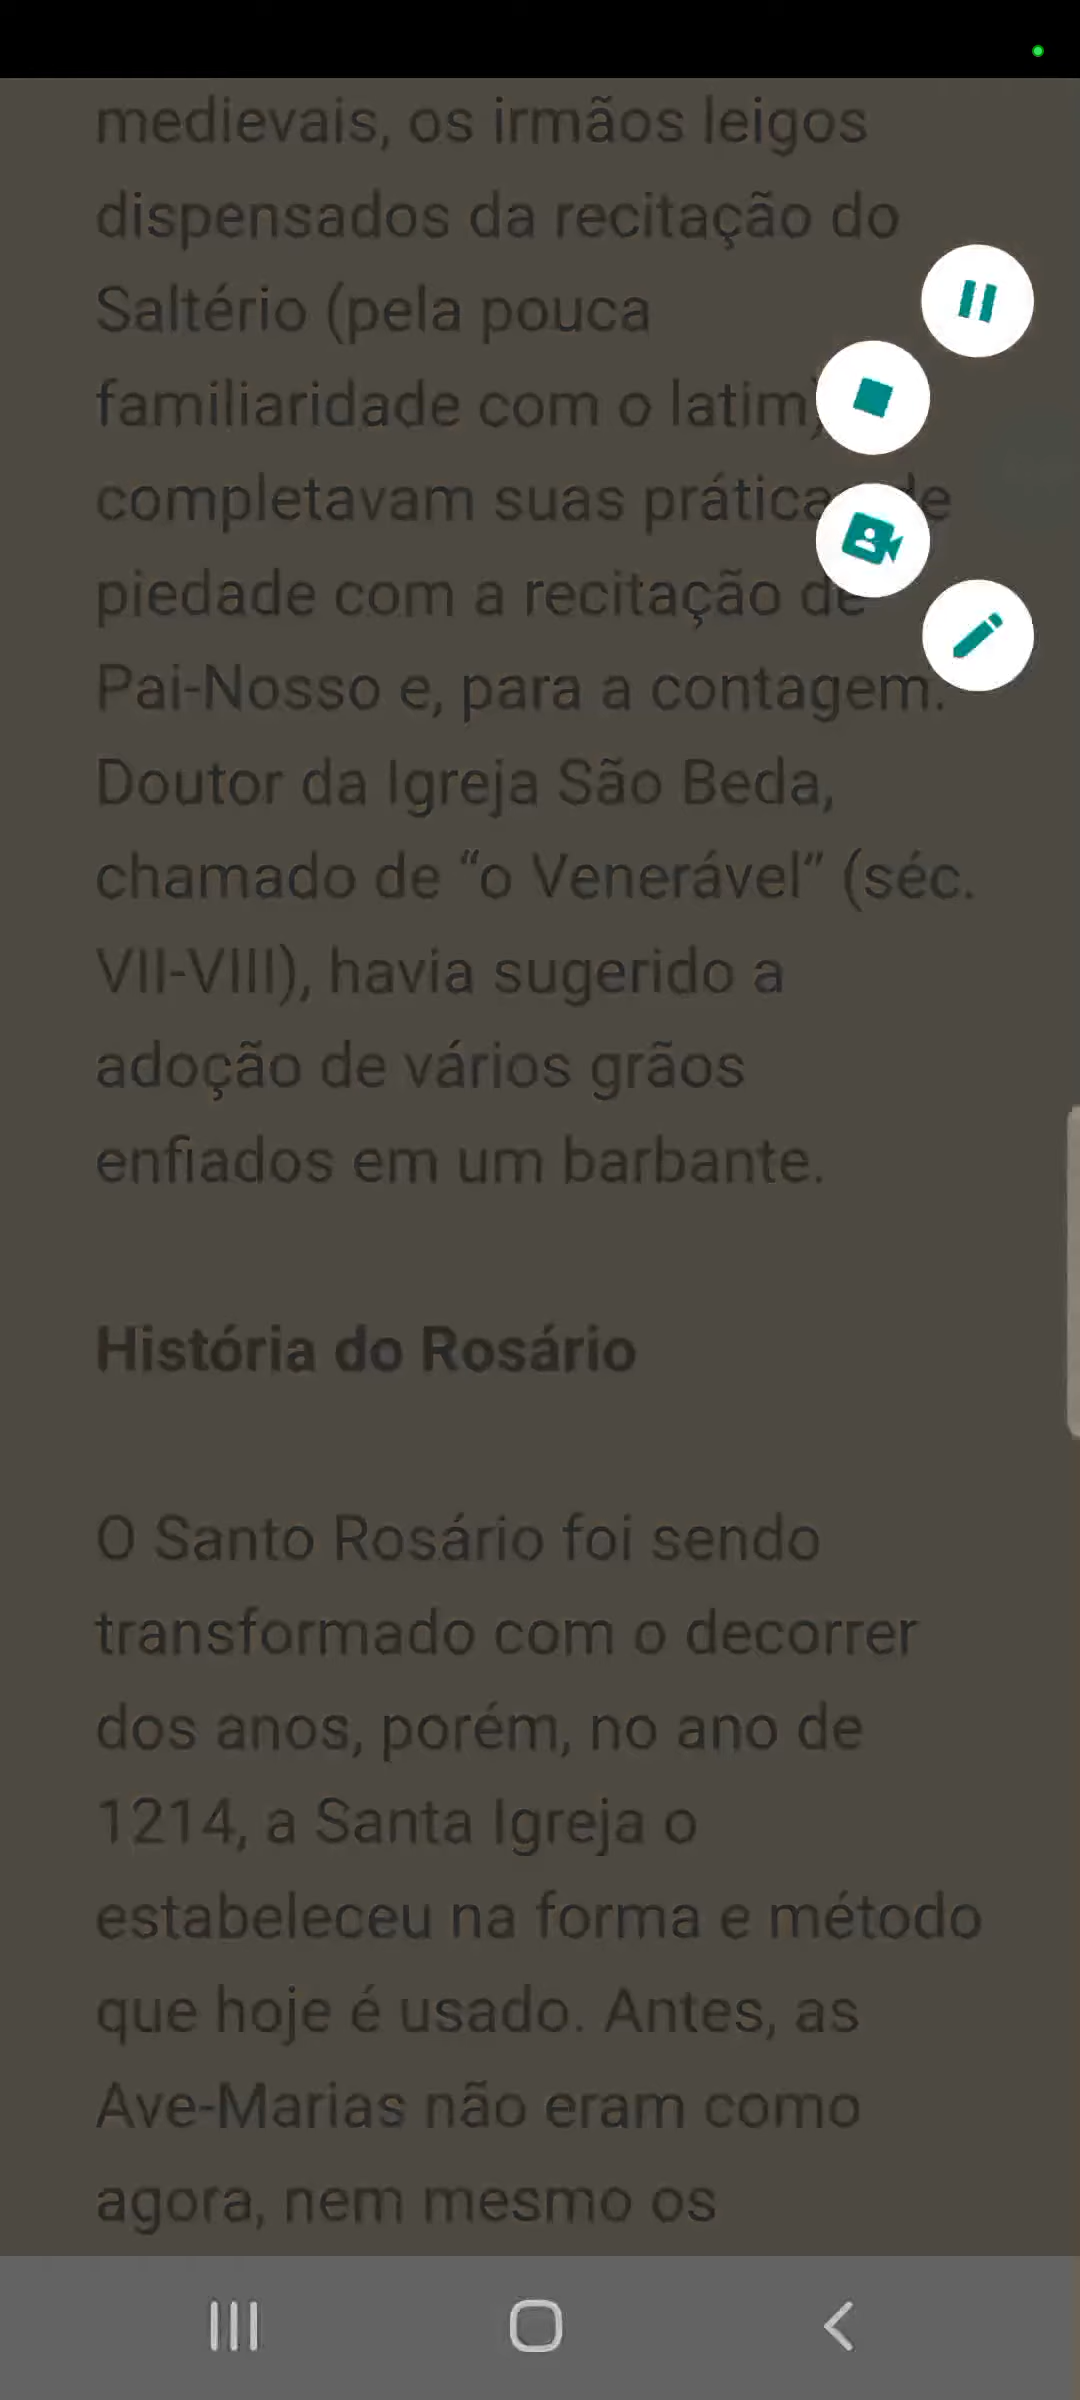 medievais, os irmãos leigos
dispensados da recitação do
Saltério (pela pouca
familiaridade com o latim)
completavam suas práticas de
piedade com a recitação de
Pai-Nosso e, para a contagem.
Doutor da Igreja São Beda,
chamado de “o Venerável” (séc.
VII-VIII), havia sugerido a
adoção de vários grãos
enfiados em um barbante.
História do Rosário
O Santo Rosário foi sendo
transformado com o decorrer
dos anos, porém, no ano de
1214, a Santa Igreja o
estabeleceu na forma e método
que hoje é usado. Antes, as
Ave-Marias não eram como
agora, nem mesmo os